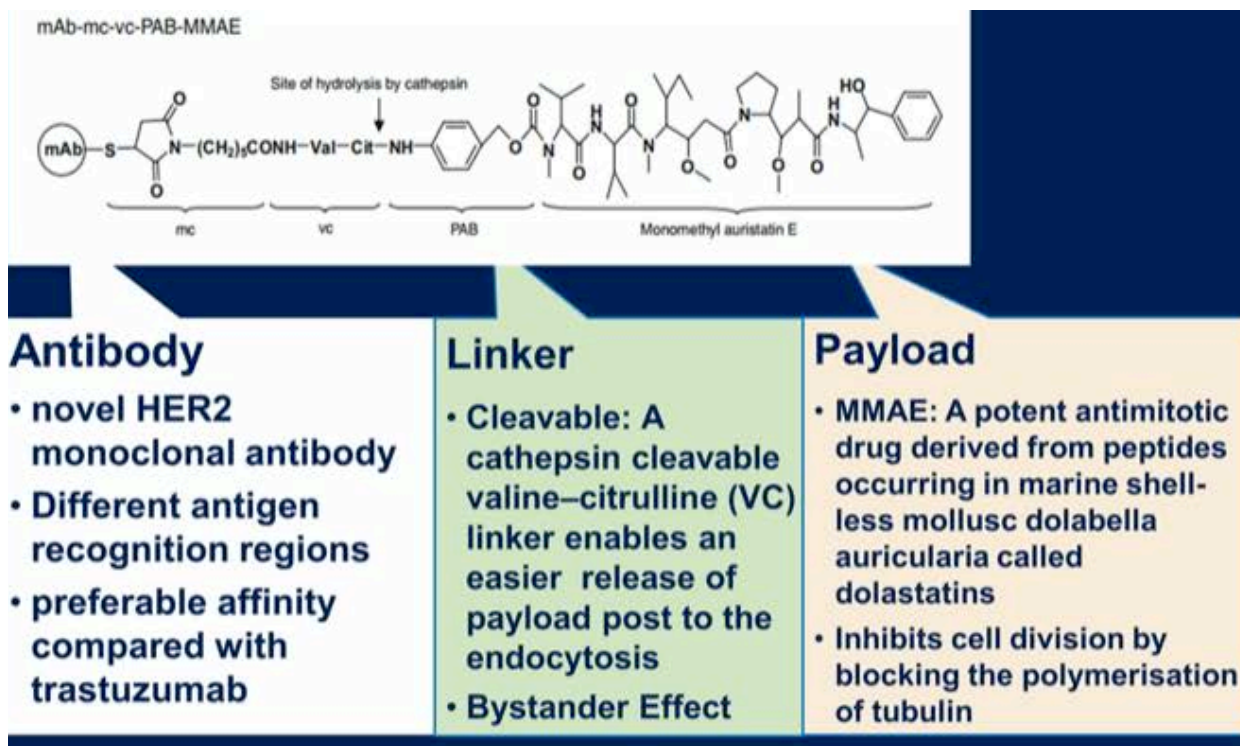 mAb-mc-vc-PAB-MMAE
Site of hydrolysis by cathepsin
mAb
S
O
O
N
(CH2)5CONH
Val
Cit
NH
O
O
N
O
H
N
O
N
O
O
N
O
O
H
N
HO
mc
vc
PAB
Monomethyl auristatin E
Antibody
• novel HER2
monoclonal antibody
• Different antigen
recognition regions
• preferable affinity
compared with
trastuzumab
Linker
• Cleavable: A
cathepsin cleavable
valine–citrulline (VC)
linker enables an
easier release of
payload post to the
endocytosis
• Bystander Effect
Payload
• MMAE: A potent antimitotic
drug derived from peptides
occurring in marine shell-
less mollusc dolabella
auricularia called
dolastatins
• Inhibits cell division by
blocking the polymerisation
of tubulin